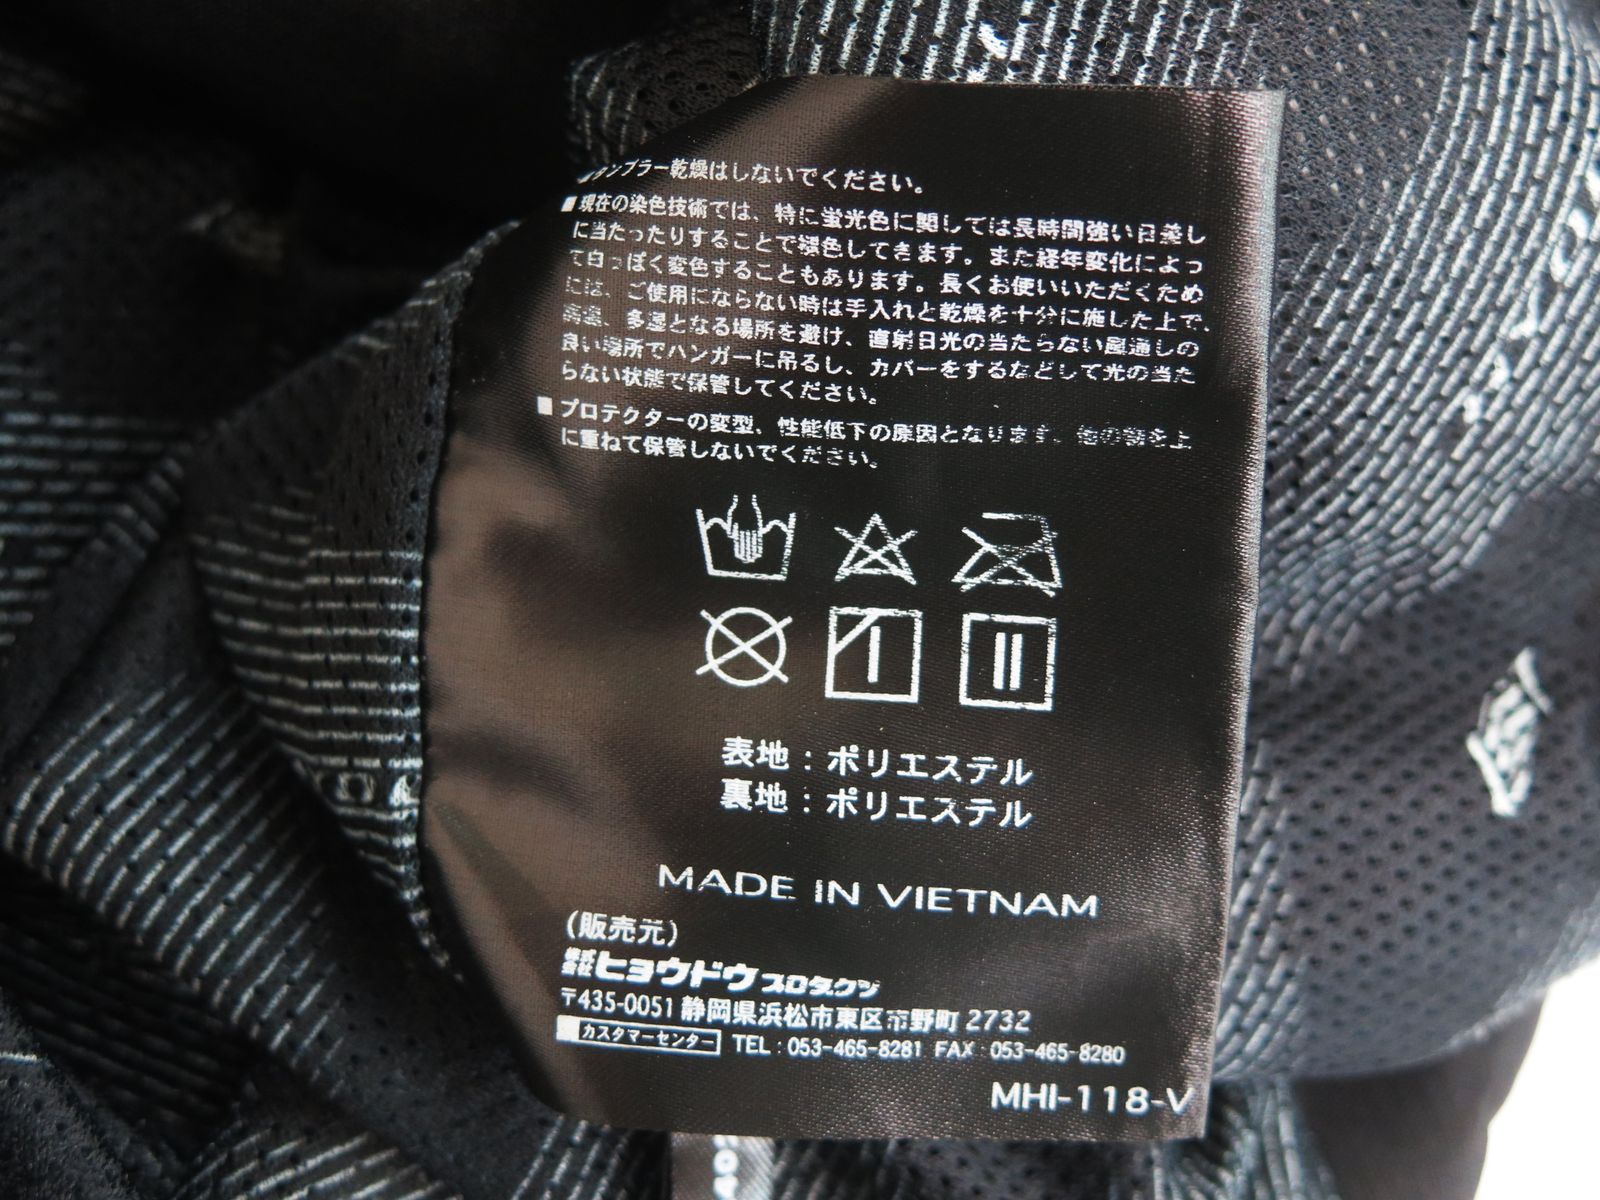 タンブラー乾燥はしないでください。
■現在の染色技術では、特に蛍光色に関しては長時間強い日差し
に当たったりすることで褪色してきます。また経年変化によっ
て白っぽく変色することもあります。長くお使いいただくため
には、ご使用にならない時は手入れと乾燥を十分に施した上で、
高温、多湿となる場所を避け、直射日光の当たらない風通しの
良い場所でハンガーに吊るし、カバーをするなどして光の当た
らない状態で保管してください。
■プロテクターの変型、性能低下の原因となります。他の物を上
に重ねて保管しないでください。
表地:ポリエステル
裏地:ポリエステル
MADE IN VIETNAM
(販売元)
株式会社ヒョウドウプロダクツ
〒435-0051 静岡県浜松市東区市野町2732
カスタマーセンター TEL:053-465-8281 FAX:053-465-8280
MHI-118-V